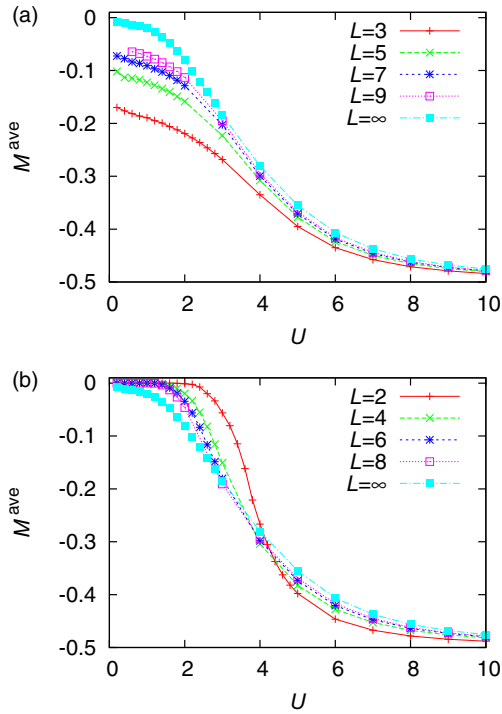 (a)
0
-0.1
-0.2
-0.3
-0.4
-0.5
M^ave
L=3
L=5
L=7
L=9
L=∞
0 2 4 6 8 10
U
(b)
0
-0.1
-0.2
-0.3
-0.4
-0.5
M^ave
L=2
L=4
L=6
L=8
L=∞
0 2 4 6 8 10
U